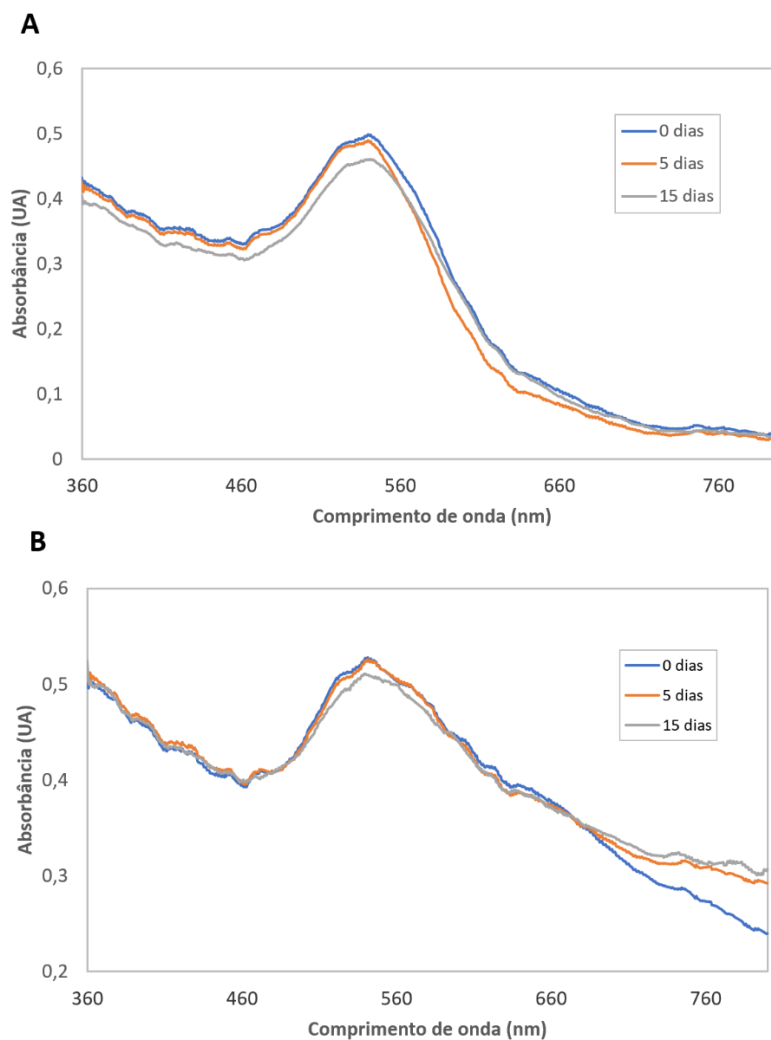 A
0,6
0,5
0,4
0,3
0,2
0,1
0
Absorbância (UA)
0 dias
5 dias
15 dias
360 460 560 660 760
Comprimento de onda (nm)
B
0,6
0,5
0,4
0,3
0,2
Absorbância (UA)
0 dias
5 dias
15 dias
360 460 560 660 760
Comprimento de onda (nm)